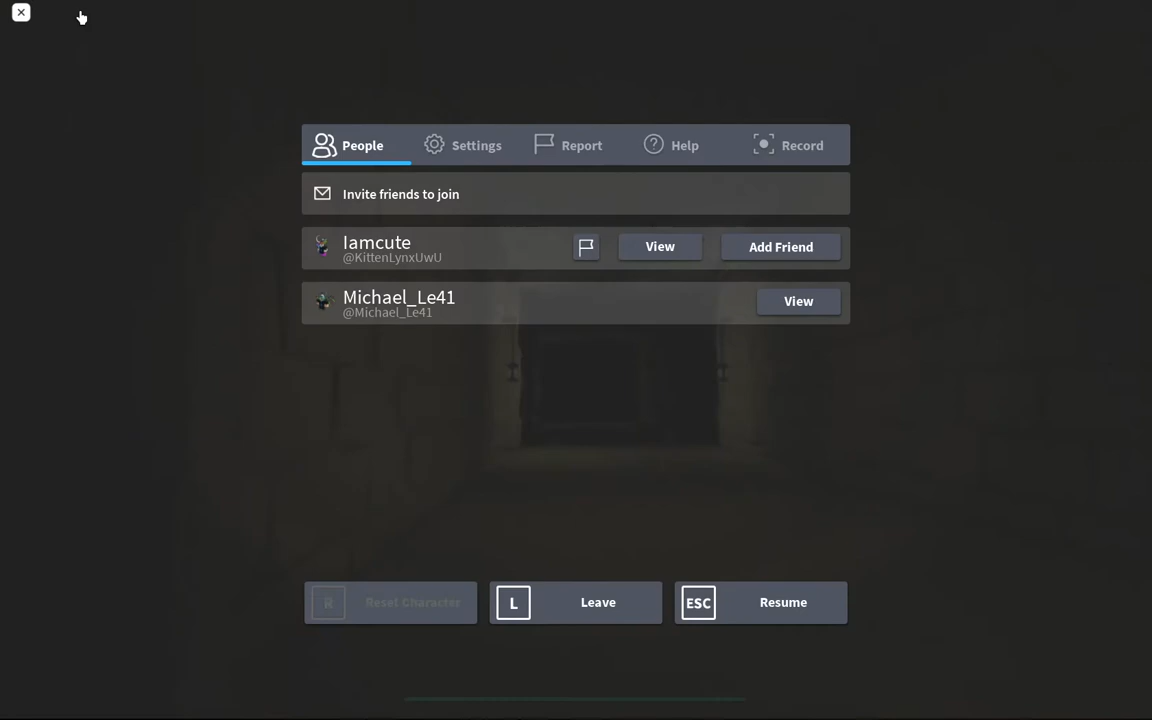 People Settings Report Help Record
Invite friends to join
Iamcute
@KittenLynxUwU
View Add Friend
Michael_Le41
@Michael_Le41
View
R Reset Character L Leave ESC Resume